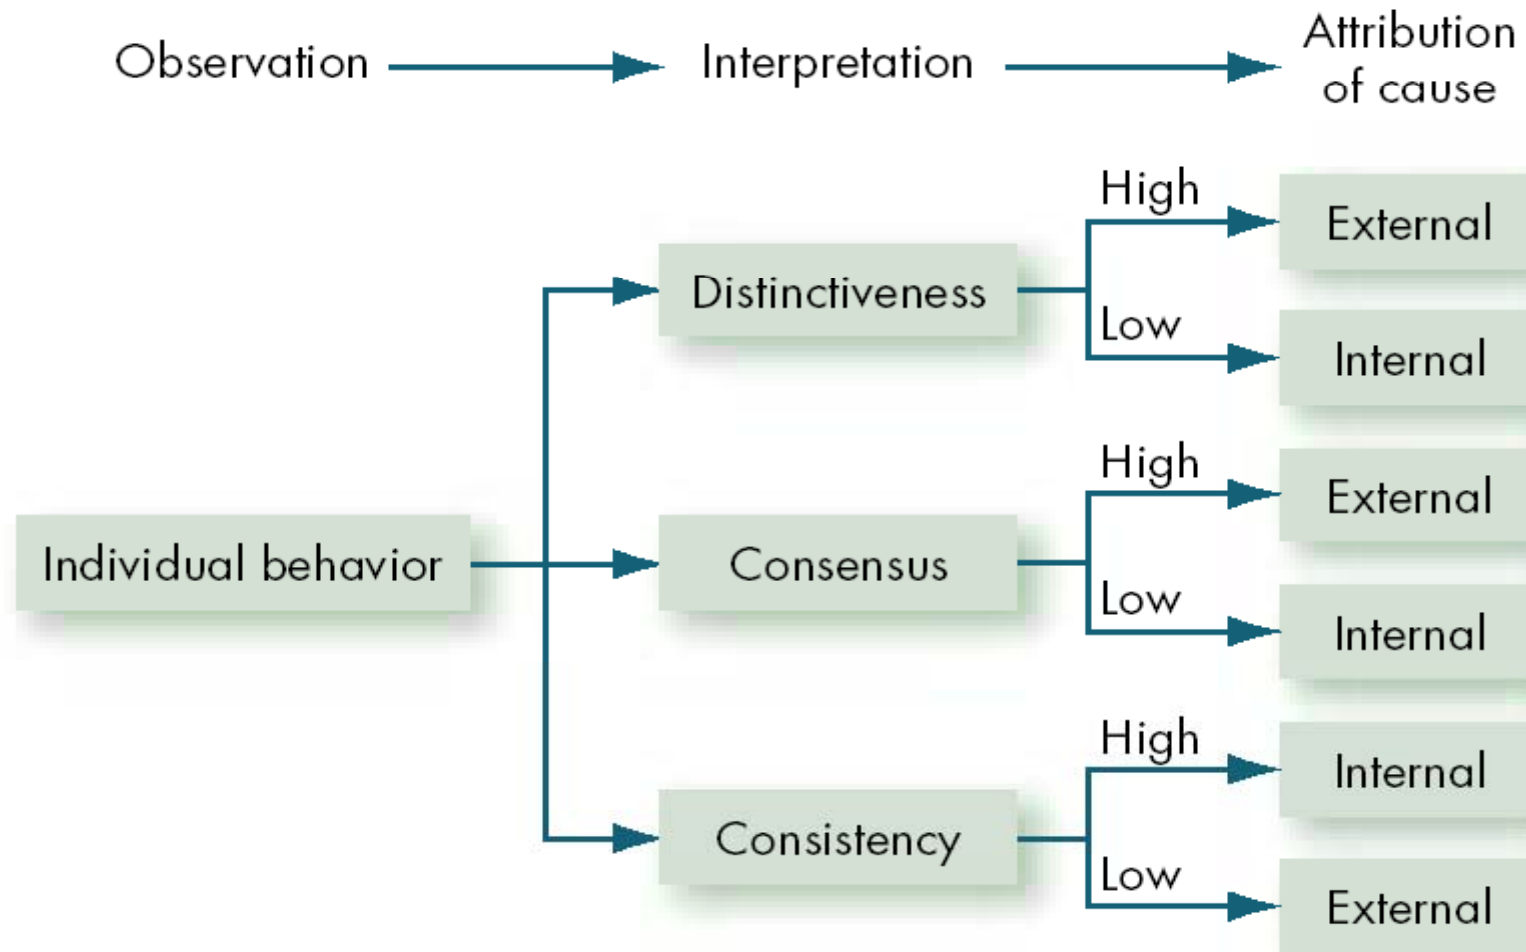 Observation
Interpretation
Attribution
of cause
High
External
Distinctiveness
Low
Internal
High
External
Individual behavior
Consensus
Low
Internal
High
Internal
Consistency
Low
External